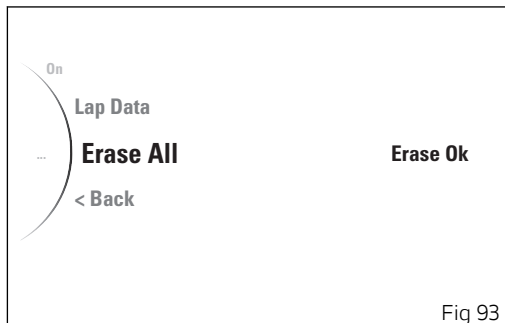 On
Lap Data
...
Erase All
Erase Ok
< Back
Fig 93